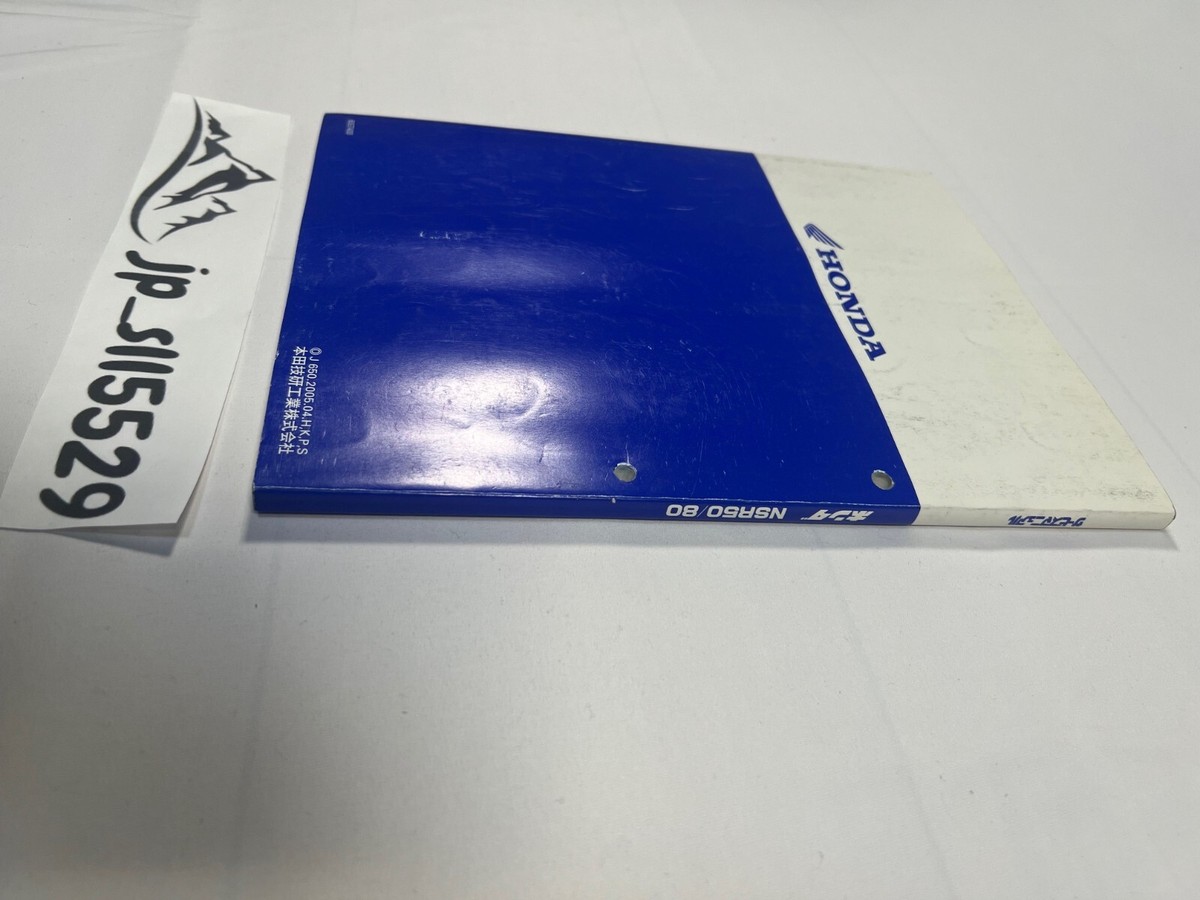 jp_s115529
HONDA
Ⓒ J 650.2005.04.H,K,P,S
本田技研工業株式会社
サービスマニュアル
ホンダ NSR50/80